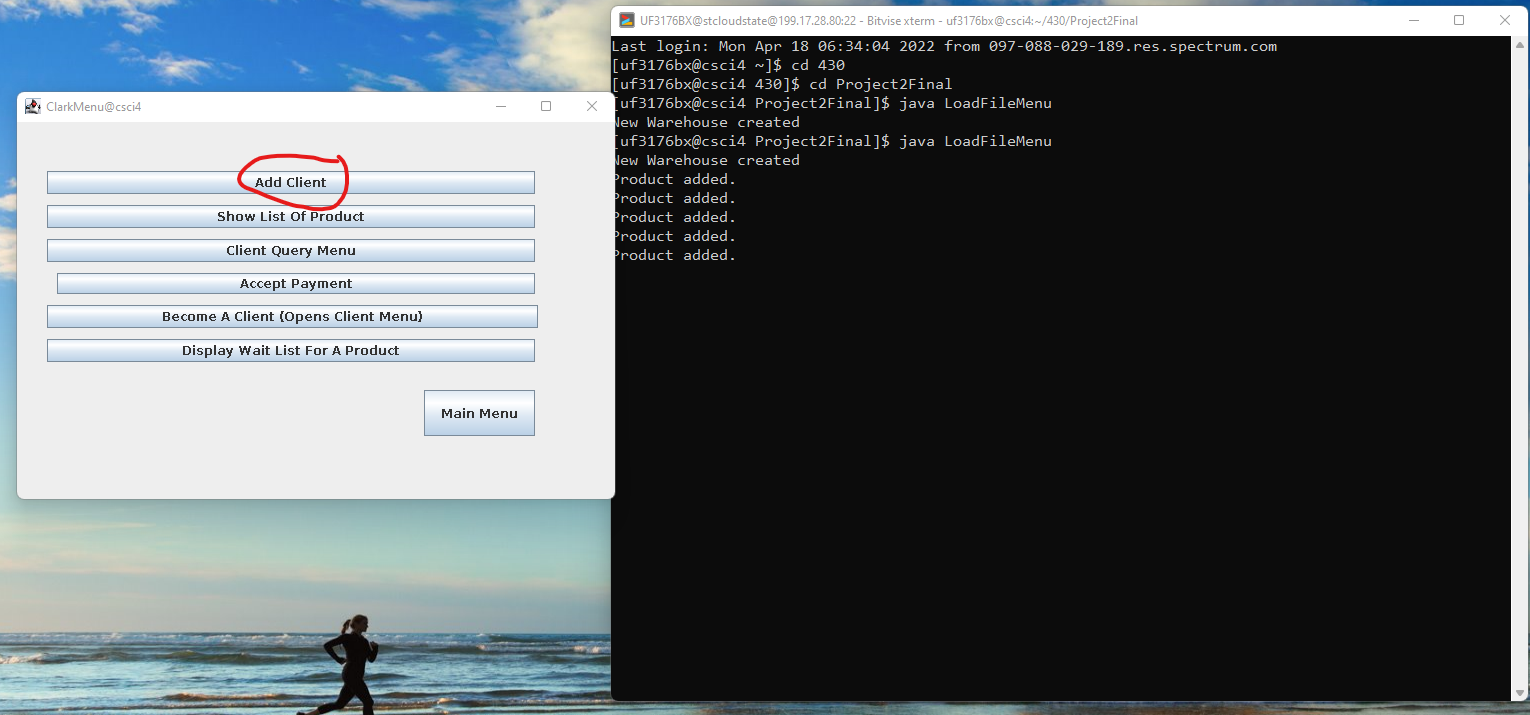 ClarkMenu@csci4
Add Client
Show List Of Product
Client Query Menu
Accept Payment
Become A Client (Opens Client Menu)
Display Wait List For A Product
Main Menu
UF3176BX@stcloudstate@199.17.28.80:22 - Bitvise xterm - uf3176bx@csci4:~/430/Project2Final
Last login: Mon Apr 18 06:34:04 2022 from 097-088-029-189.res.spectrum.com
[uf3176bx@csci4 ~]$ cd 430
[uf3176bx@csci4 430]$ cd Project2Final
[uf3176bx@csci4 Project2Final]$ java LoadFileMenu
New Warehouse created
[uf3176bx@csci4 Project2Final]$ java LoadFileMenu
New Warehouse created
Product added.
Product added.
Product added.
Product added.
Product added.